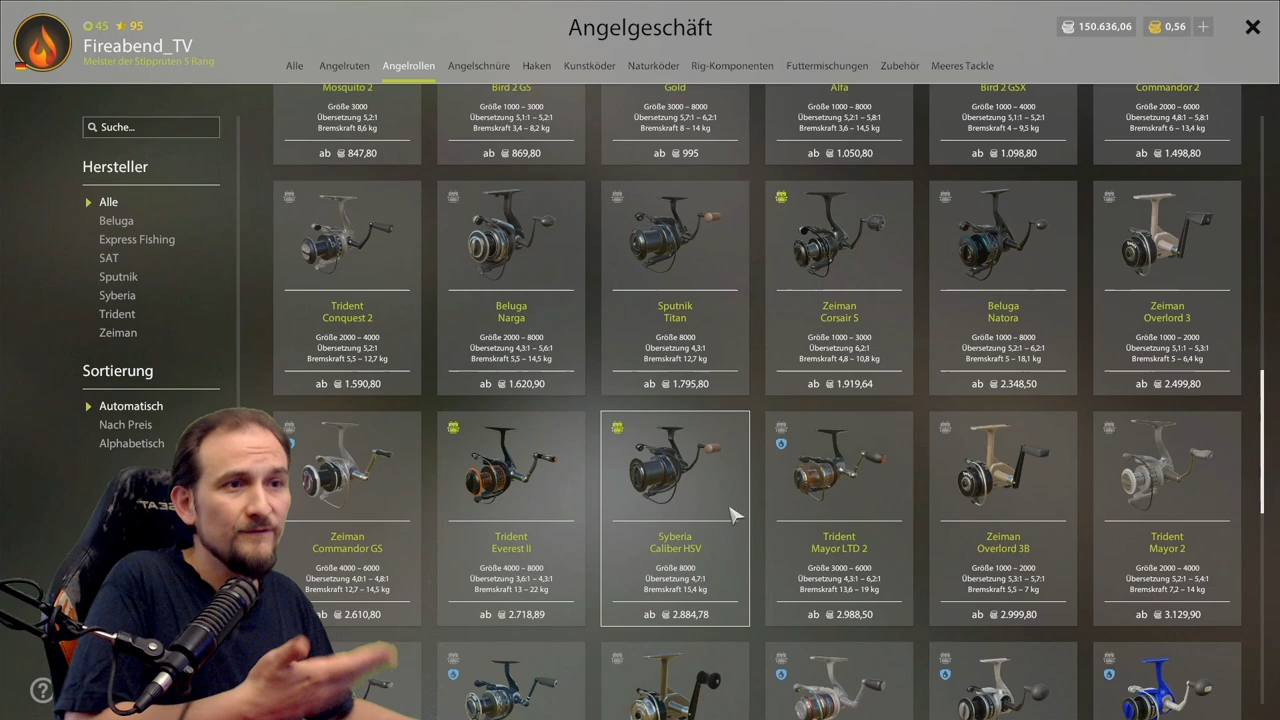 45 95
Fireabend_TV
Meister der Stippruten 5 Rang
Angelgeschäft
150.636,06
0,56
+
Alle
Angelruten
Angelrollen
Angelschnüre
Haken
Kunstköder
Naturköder
Rig-Komponenten
Futtermischungen
Zubehör
Meeres Tackle
Suche...
Hersteller
Alle
Beluga
Express Fishing
SAT
Sputnik
Syberia
Trident
Zeiman
Sortierung
Automatisch
Nach Preis
Alphabetisch
Mosquito 2
Größe 3000
Übersetzung 5,2:1
Bremskraft 8,6 kg
ab 847,80
Bird 2 GS
Größe 1000 – 3000
Übersetzung 5,1:1 – 5,2:1
Bremskraft 3,4 – 8,2 kg
ab 869,80
Gold
Größe 3000 – 8000
Übersetzung 5,7:1 – 6,2:1
Bremskraft 8 – 14 kg
ab 995
Alfa
Größe 1000 – 8000
Übersetzung 5,2:1 – 5,8:1
Bremskraft 3,6 – 14,5 kg
ab 1.050,80
Bird 2 GSX
Größe 1000 – 4000
Übersetzung 5,1:1 – 5,2:1
Bremskraft 4 – 9,5 kg
ab 1.098,80
Commander 2
Größe 2000 – 6000
Übersetzung 4,8:1 – 5,8:1
Bremskraft 6 – 13,4 kg
ab 1.498,80
Trident
Conquest 2
Größe 2000 – 4000
Übersetzung 5,2:1
Bremskraft 5,5 – 12,7 kg
ab 1.590,80
Beluga
Narga
Größe 2000 – 8000
Übersetzung 4,3:1 – 5,6:1
Bremskraft 5,5 – 14,5 kg
ab 1.620,90
Sputnik
Titan
Größe 8000
Übersetzung 4,3:1
Bremskraft 12,7 kg
ab 1.795,80
Zeiman
Corsair S
Größe 1000 – 3000
Übersetzung 6,2:1
Bremskraft 4,8 – 10,8 kg
ab 1.919,64
Beluga
Natora
Größe 1000 – 8000
Übersetzung 5,2:1 – 6,2:1
Bremskraft 5 – 18,1 kg
ab 2.348,50
Zeiman
Overlord 3
Größe 1000 – 2000
Übersetzung 5,1:1 – 5,3:1
Bremskraft 5 – 6,4 kg
ab 2.499,80
Zeiman
Commander GS
Größe 4000 – 6000
Übersetzung 4,0:1 – 4,8:1
Bremskraft 12,7 – 14,5 kg
ab 2.610,80
Trident
Everest II
Größe 4000 – 8000
Übersetzung 3,6:1 – 4,3:1
Bremskraft 13 – 22 kg
ab 2.718,89
Syberia
Caliber HSV
Größe 8000
Übersetzung 4,7:1
Bremskraft 15,4 kg
ab 2.884,78
Trident
Mayor LTD 2
Größe 3000 – 6000
Übersetzung 4,3:1 – 6,2:1
Bremskraft 13,6 – 19 kg
ab 2.988,50
Zeiman
Overlord 3B
Größe 1000 – 2000
Übersetzung 5,3:1 – 5,7:1
Bremskraft 5,5 – 7 kg
ab 2.999,80
Trident
Mayor 2
Größe 2000 – 4000
Übersetzung 5,2:1 – 5,4:1
Bremskraft 7,2 – 14 kg
ab 3.129,90
?